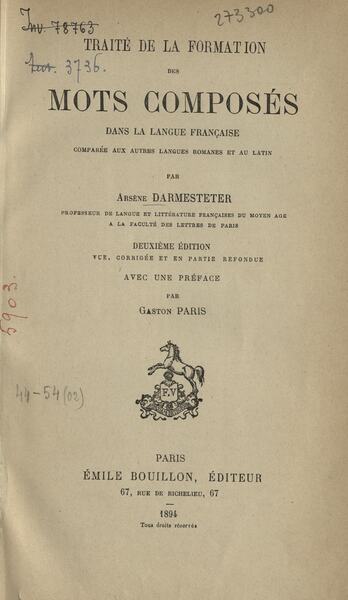 Inv. 78763
273300
Inv. 3736.
TRAITÉ DE LA FORMATION
DES
MOTS COMPOSÉS
DANS LA LANGUE FRANÇAISE
COMPARÉE AUX AUTRES LANGUES ROMANES ET AU LATIN
PAR
ARSÈNE DARMESTETER
PROFESSEUR DE LANGUE ET LITTÉRATURE FRANÇAISES DU MOYEN AGE
A LA FACULTÉ DES LETTRES DE PARIS
DEUXIÈME ÉDITION
VUE, CORRIGÉE ET EN PARTIE REFONDUE
AVEC UNE PRÉFACE
PAR
GASTON PARIS
5903.
44-54(02)
F.V
PARIS
ÉMILE BOUILLON, ÉDITEUR
67, RUE DE RICHELIEU, 67
1894
Tous droits réservés